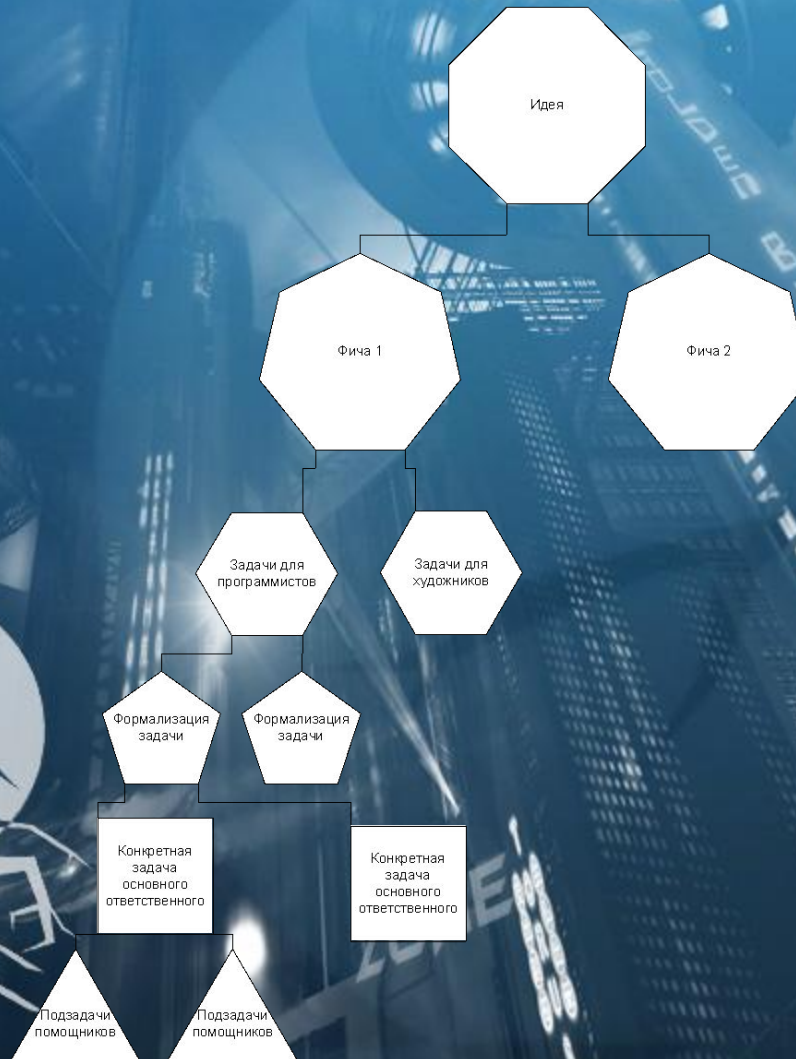 Идея
Фича 1
Фича 2
Задачи для
программистов
Задачи для
художников
Формализация
задачи
Формализация
задачи
Конкретная
задача
основного
ответственного
Конкретная
задача
основного
ответственного
Подзадачи
помощников
Подзадачи
помощников